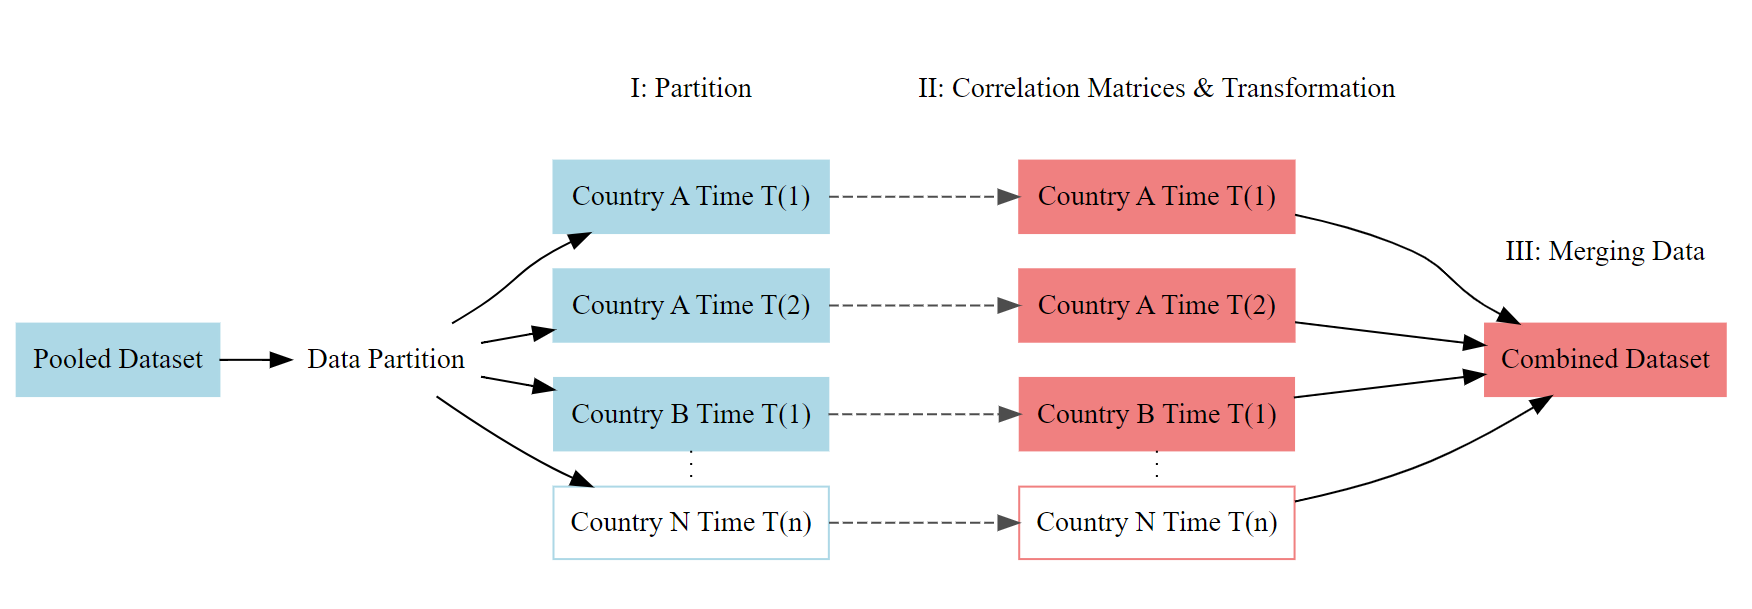 I: Partition
II: Correlation Matrices & Transformation
Country A Time T(1)
Country A Time T(1)
III: Merging Data
Country A Time T(2)
Country A Time T(2)
Pooled Dataset
Data Partition
Combined Dataset
Country B Time T(1)
Country B Time T(1)
Country N Time T(n)
Country N Time T(n)